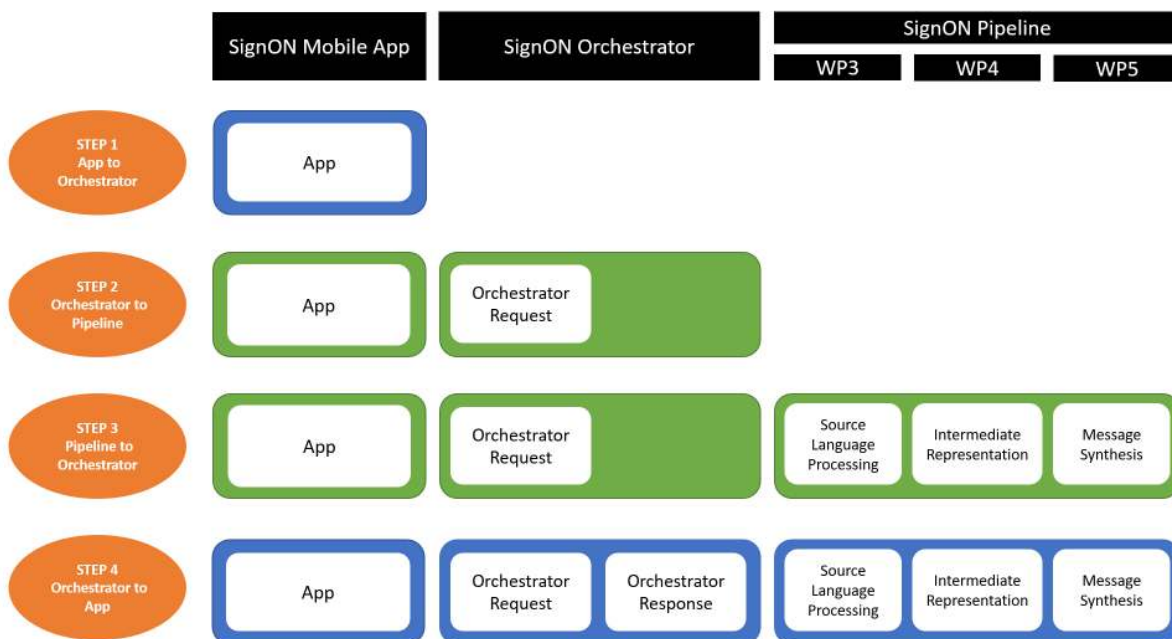 SignON Mobile App
SignON Orchestrator
SignON Pipeline
WP3
WP4
WP5
STEP 1
App to
Orchestrator
App
STEP 2
Orchestrator to
Pipeline
App
Orchestrator
Request
STEP 3
Pipeline to
Orchestrator
App
Orchestrator
Request
Source
Language
Processing
Intermediate
Representation
Message
Synthesis
STEP 4
Orchestrator to
App
App
Orchestrator
Request
Orchestrator
Response
Source
Language
Processing
Intermediate
Representation
Message
Synthesis